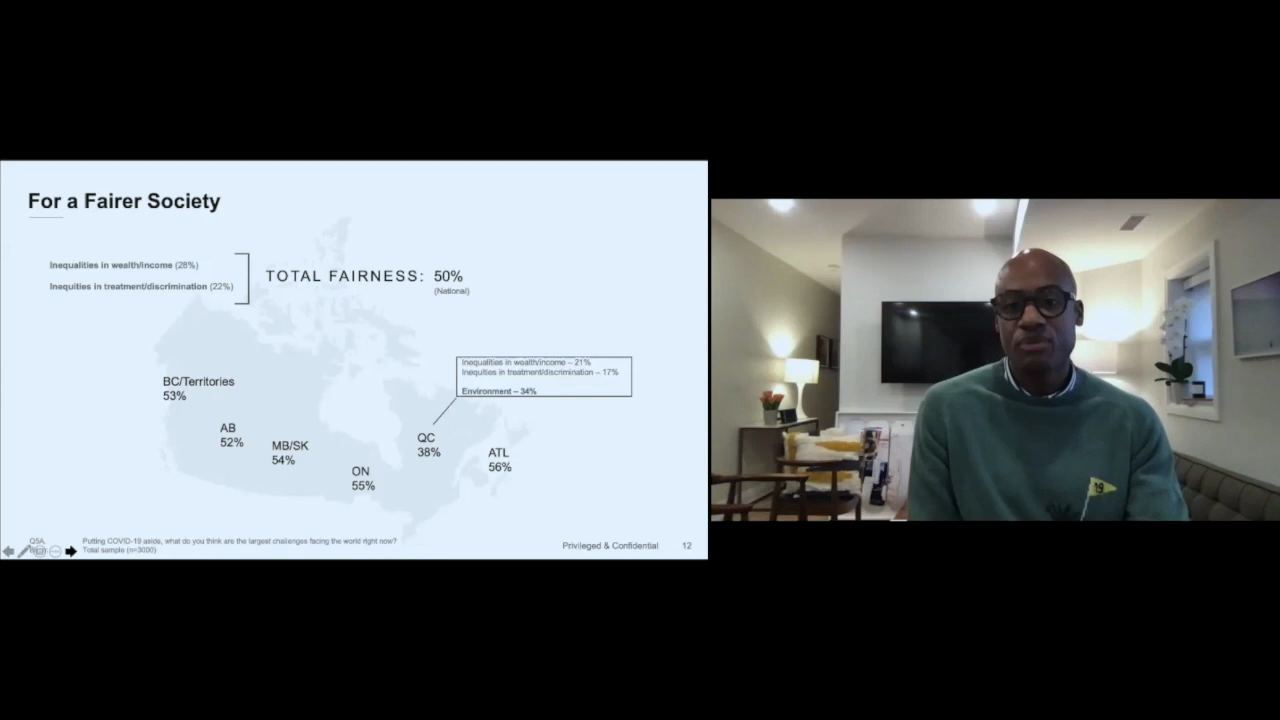 For a Fairer Society
Inequalities in wealth/income (28%)
Inequities in treatment/discrimination (22%)
TOTAL FAIRNESS: 50%
(National)
Inequalities in wealth/income – 21%
Inequities in treatment/discrimination – 17%
Environment – 34%
BC/Territories
53%
AB
52%
MB/SK
54%
ON
55%
QC
38%
ATL
56%
Q5A. Putting COVID-19 aside, what do you think are the largest challenges facing the world right now?
Total sample (n=3000)
Privileged & Confidential 12
19